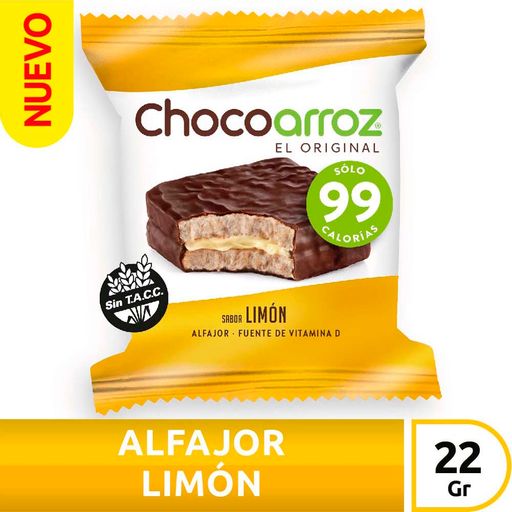 NUEVO
Chocoarroz®
EL ORIGINAL
SÓLO
99
CALORÍAS
Sin T.A.C.C.
SABOR LIMÓN
ALFAJOR · FUENTE DE VITAMINA D
ALFAJOR
LIMÓN
22
Gr